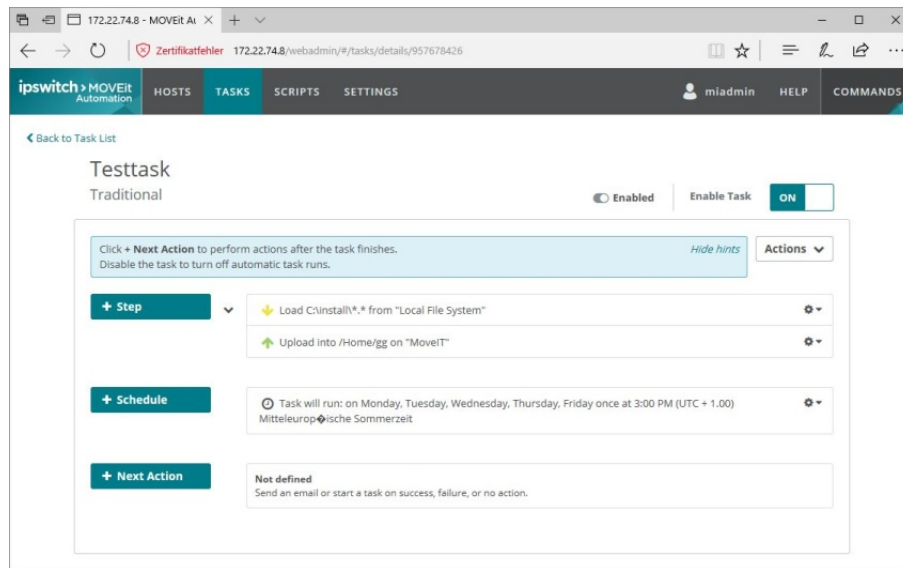 172.22.74.8 - MOVEit Au
Zertifikatfehler 172.22.74.8/webadmin/#/tasks/details/957678426
ipswitch MOVEit Automation HOSTS TASKS SCRIPTS SETTINGS miadmin HELP COMMANDS
Back to Task List
Testtask
Traditional
Enabled Enable Task ON
Click + Next Action to perform actions after the task finishes. Hide hints Actions
Disable the task to turn off automatic task runs.
+ Step Load C:\install\*.* from "Local File System"
Upload into /Home/gg on "MoveIT"
+ Schedule Task will run: on Monday, Tuesday, Wednesday, Thursday, Friday once at 3:00 PM (UTC + 1.00)
Mitteleurop�ische Sommerzeit
+ Next Action Not defined
Send an email or start a task on success, failure, or no action.